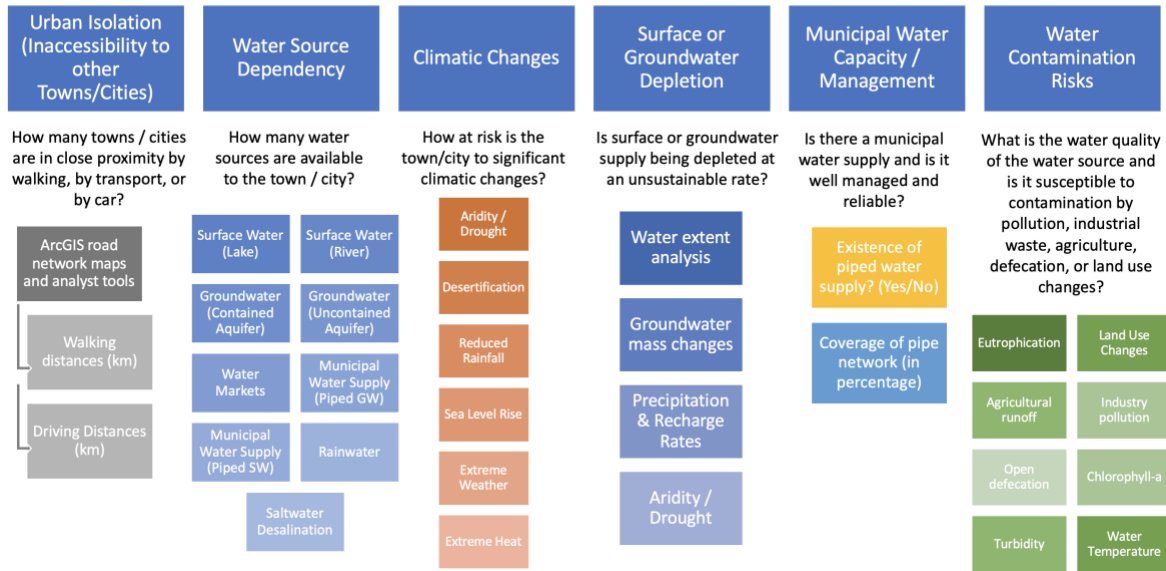 Urban Isolation
(Inaccessibility to
other
Towns/Cities)
How many towns / cities
are in close proximity by
walking, by transport, or
by car?
ArcGIS road
network maps
and analyst tools
Walking
distances (km)
Driving Distances
(km)
Water Source
Dependency
How many water
sources are available
to the town / city?
Surface Water
(Lake)
Surface Water
(River)
Groundwater
(Contained
Aquifer)
Groundwater
(Uncontained
Aquifer)
Water
Markets
Municipal
Water Supply
(Piped GW)
Municipal
Water Supply
(Piped SW)
Rainwater
Saltwater
Desalination
Climatic Changes
How at risk is the
town/city to significant
climatic changes?
Aridity /
Drought
Desertification
Reduced
Rainfall
Sea Level Rise
Extreme
Weather
Extreme Heat
Surface or
Groundwater
Depletion
Is surface or groundwater
supply being depleted at
an unsustainable rate?
Water extent
analysis
Groundwater
mass changes
Precipitation
& Recharge
Rates
Aridity /
Drought
Municipal Water
Capacity /
Management
Is there a municipal
water supply and is it
well managed and
reliable?
Existence of
piped water
supply? (Yes/No)
Coverage of pipe
network (in
percentage)
Water
Contamination
Risks
What is the water quality
of the water source and
is it susceptible to
contamination by
pollution, industrial
waste, agriculture,
defecation, or land use
changes?
Eutrophication
Land Use
Changes
Agricultural
runoff
Industry
pollution
Open
defecation
Chlorophyll-a
Turbidity
Water
Temperature